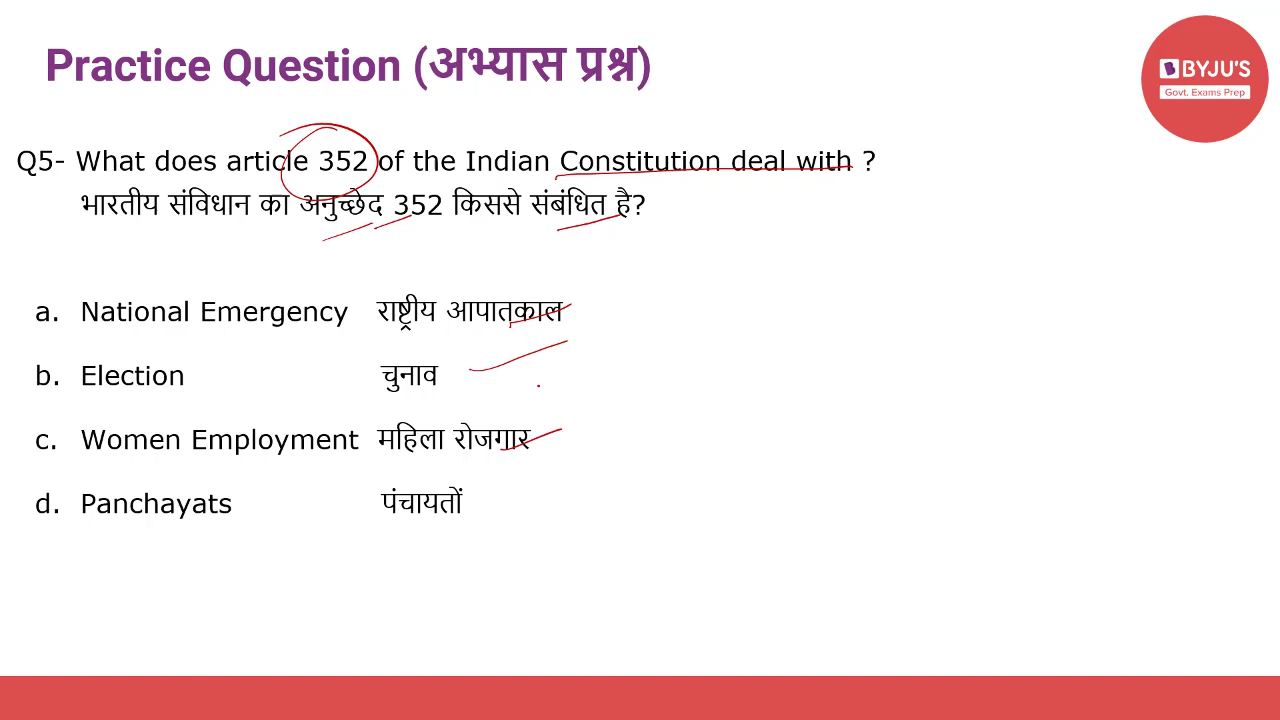 Practice Question (अभ्यास प्रश्न)
BYJU'S
Govt. Exams Prep
Q5- What does article 352 of the Indian Constitution deal with ?
भारतीय संविधान का अनुच्छेद 352 किससे संबंधित है?
a. National Emergency राष्ट्रीय आपातकाल
b. Election चुनाव
c. Women Employment महिला रोजगार
d. Panchayats पंचायतों